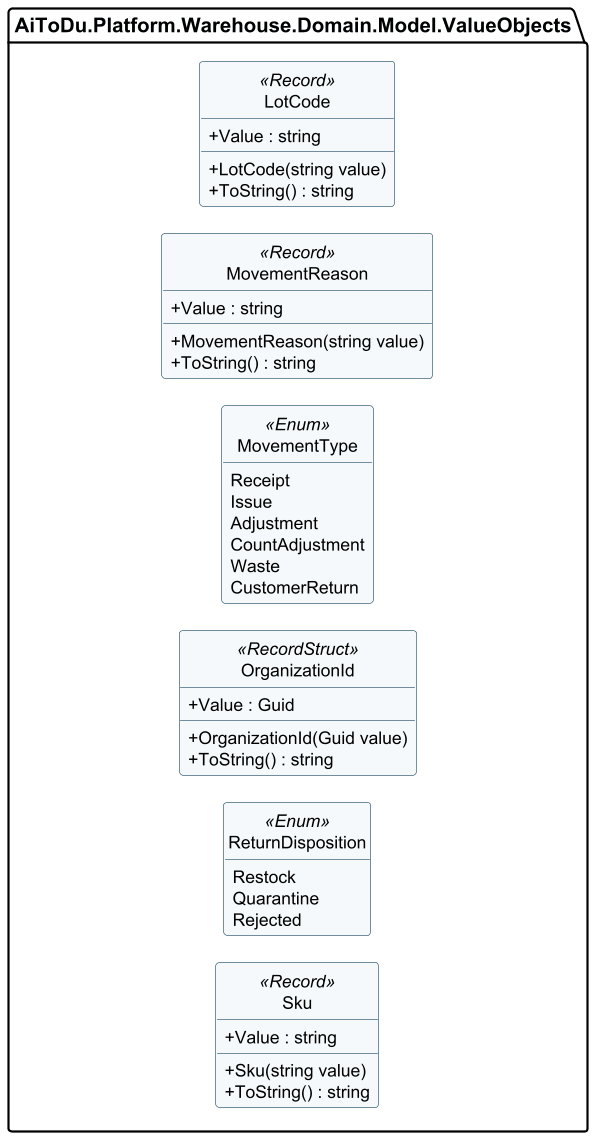 AiToDu.Platform.Warehouse.Domain.Model.ValueObjects
«Record»
LotCode
+Value : string
+LotCode(string value)
+ToString() : string
«Record»
MovementReason
+Value : string
+MovementReason(string value)
+ToString() : string
«Enum»
MovementType
Receipt
Issue
Adjustment
CountAdjustment
Waste
CustomerReturn
«RecordStruct»
OrganizationId
+Value : Guid
+OrganizationId(Guid value)
+ToString() : string
«Enum»
ReturnDisposition
Restock
Quarantine
Rejected
«Record»
Sku
+Value : string
+Sku(string value)
+ToString() : string